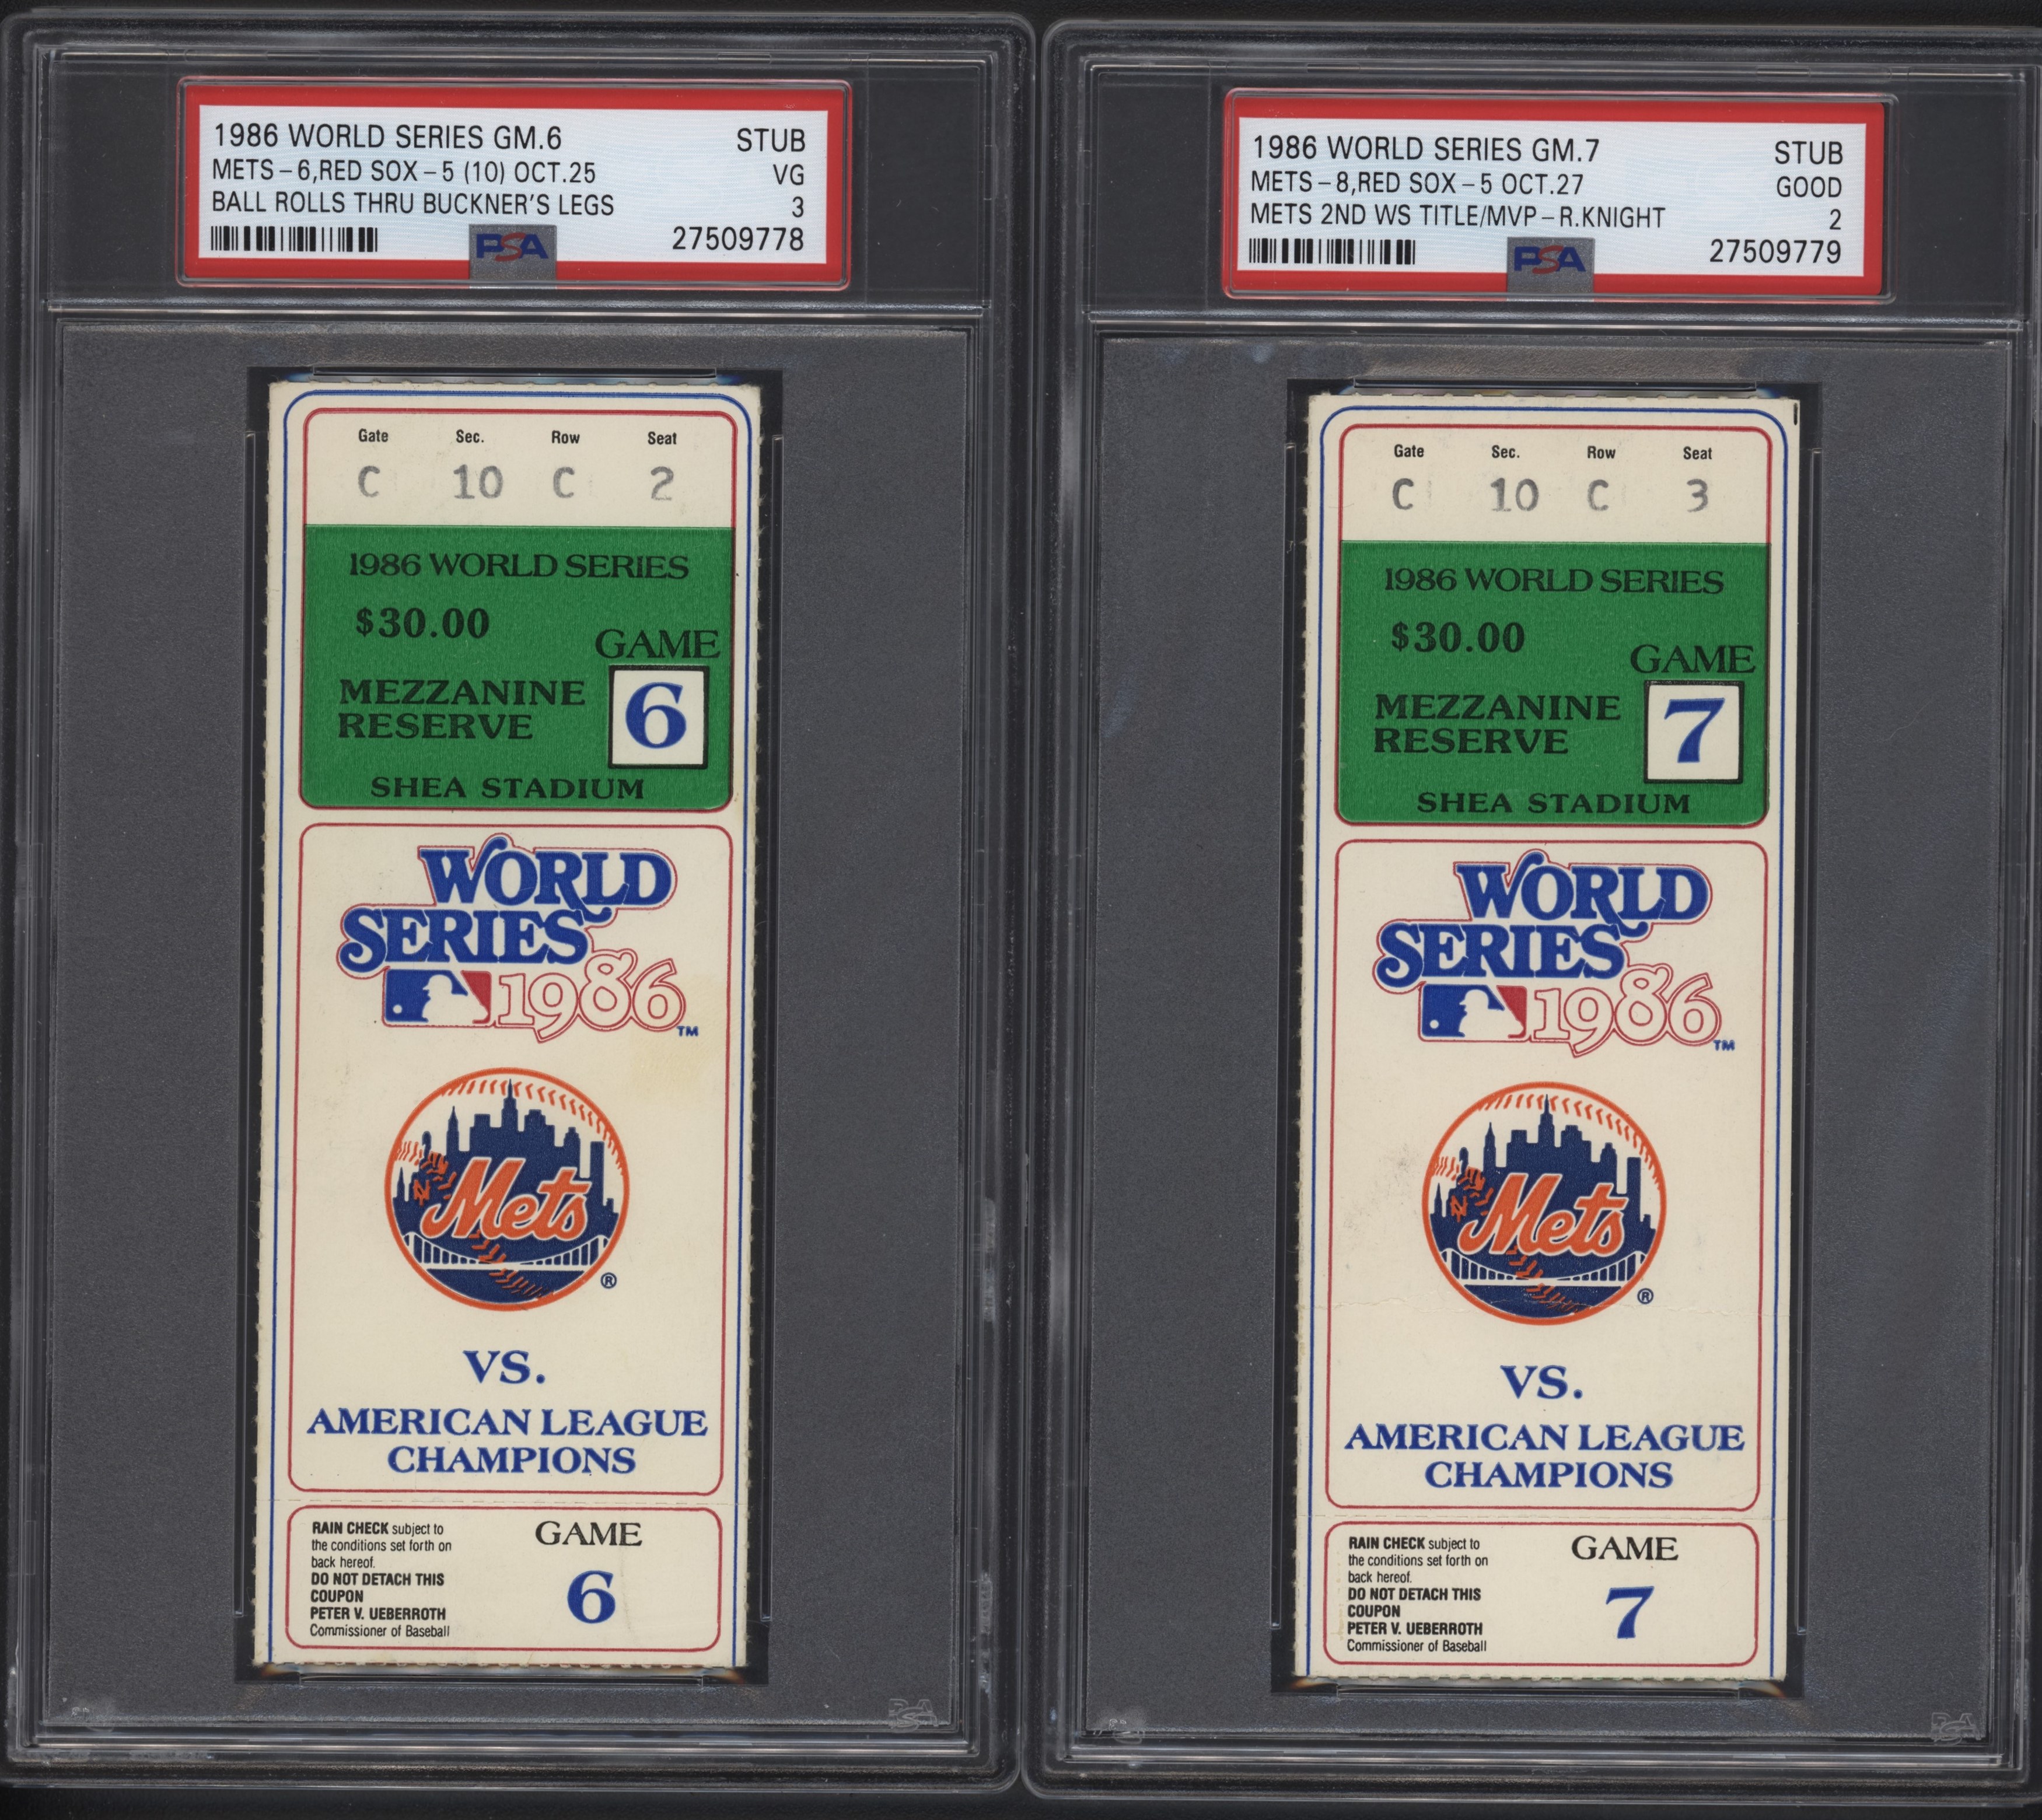 1986 WORLD SERIES GM.6 STUB
METS-6,RED SOX-5 (10) OCT.25 VG
BALL ROLLS THRU BUCKNER'S LEGS 3
PSA 27509778
Gate Sec. Row Seat
C 10 C 2
1986 WORLD SERIES
$30.00
GAME
MEZZANINE
RESERVE
6
SHEA STADIUM
WORLD
SERIES
1986
TM
NY
Mets
®
VS.
AMERICAN LEAGUE
CHAMPIONS
RAIN CHECK subject to
the conditions set forth on
back hereof.
DO NOT DETACH THIS
COUPON
PETER V. UEBERROTH
Commissioner of Baseball
GAME
6
PSA
1986 WORLD SERIES GM.7 STUB
METS-8,RED SOX-5 OCT.27 GOOD
METS 2ND WS TITLE/MVP-R.KNIGHT 2
PSA 27509779
Gate Sec. Row Seat
C 10 C 3
1986 WORLD SERIES
$30.00
GAME
MEZZANINE
RESERVE
7
SHEA STADIUM
WORLD
SERIES
1986
TM
NY
Mets
®
VS.
AMERICAN LEAGUE
CHAMPIONS
RAIN CHECK subject to
the conditions set forth on
back hereof.
DO NOT DETACH THIS
COUPON
PETER V. UEBERROTH
Commissioner of Baseball
GAME
7
PSA